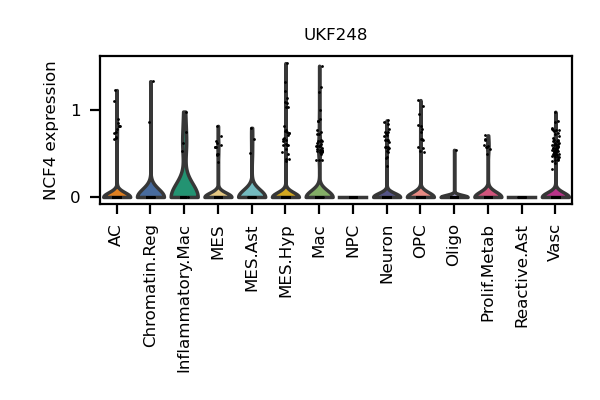 UKF248
NCF4 expression
1
0
AC
Chromatin.Reg
Inflammatory.Mac
MES
MES.Ast
MES.Hyp
Mac
NPC
Neuron
OPC
Oligo
Prolif.Metab
Reactive.Ast
Vasc